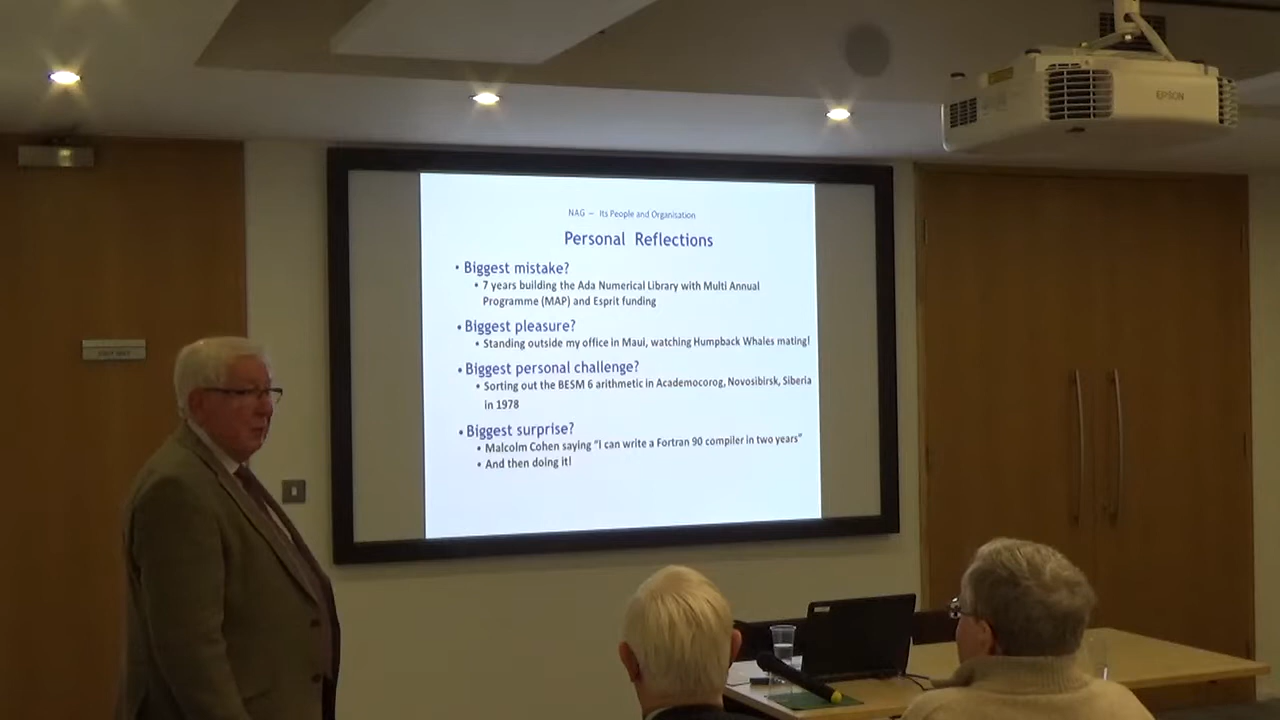 EPSON
NAG – Its People and Organisation
Personal Reflections
• Biggest mistake?
• 7 years building the Ada Numerical Library with Multi Annual
Programme (MAP) and Esprit funding
• Biggest pleasure?
• Standing outside my office in Maui, watching Humpback Whales mating!
• Biggest personal challenge?
• Sorting out the BESM 6 arithmetic in Academocorog, Novosibirsk, Siberia
in 1978
• Biggest surprise?
• Malcolm Cohen saying "I can write a Fortran 90 compiler in two years"
• And then doing it!